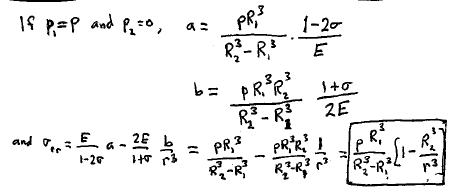 If p₁=p and p₂=0, a = pR₁³/(R₂³-R₁³) · (1-2σ)/E
b = pR₁³R₂³/(R₂³-R₁³) (1+σ)/2E
and σᵣᵣ = E/(1-2σ) a - 2E/(1+σ) b/r³ = pR₁³/(R₂³-R₁³) - pR₁³R₂³/(R₂³-R₁³) 1/r³ = pR₁³/(R₂³-R₁³) [1 - R₂³/r³